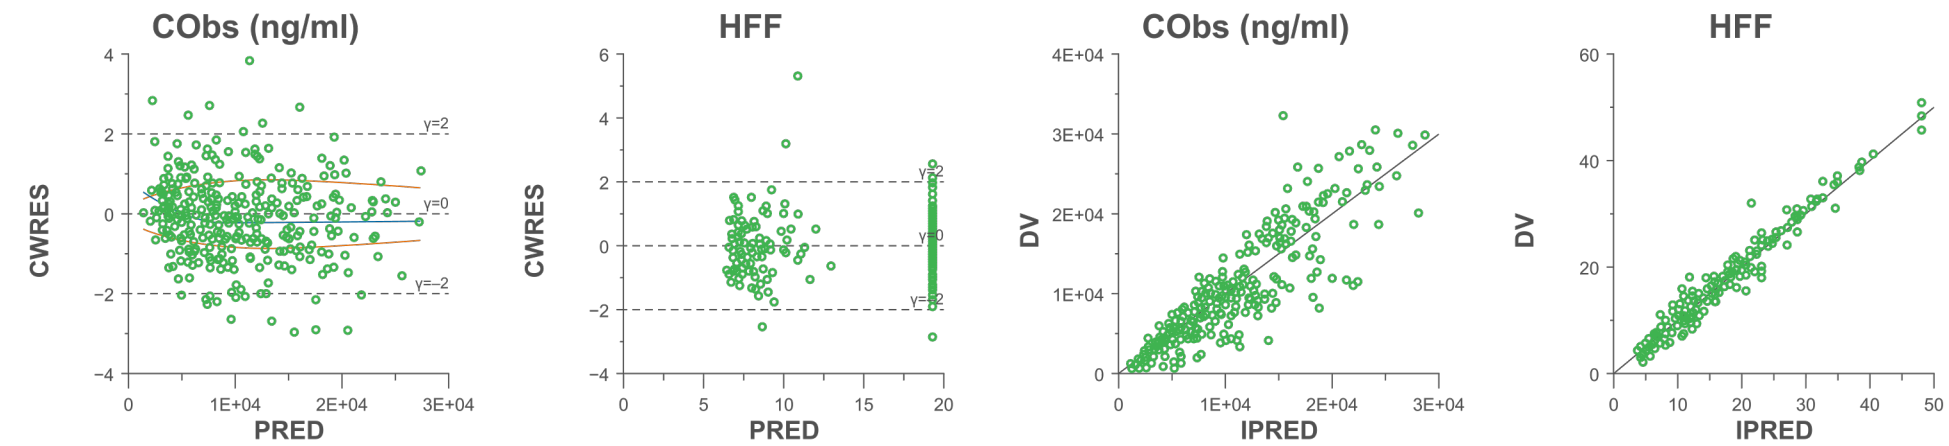 CObs (ng/ml)
CWRES
4
2
0
−2
−4
γ=2
γ=0
γ=−2
0
1E+04
2E+04
3E+04
PRED
HFF
CWRES
6
4
2
0
−2
−4
γ=2
γ=0
γ=−2
0
5
10
15
20
PRED
CObs (ng/ml)
DV
4E+04
3E+04
2E+04
1E+04
0
0
1E+04
2E+04
3E+04
IPRED
HFF
DV
60
40
20
0
0
10
20
30
40
50
IPRED